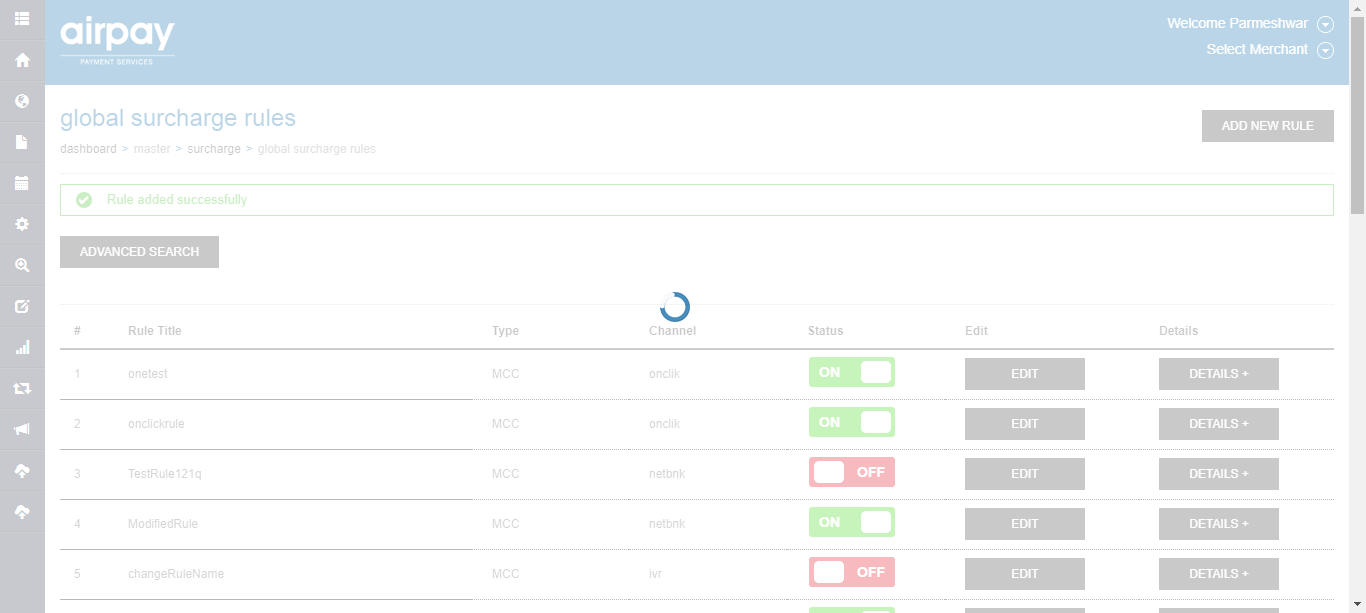 airpay
PAYMENT SERVICES
Welcome Parmeshwar
Select Merchant
global surcharge rules
ADD NEW RULE
dashboard > master > surcharge > global surcharge rules
Rule added successfully
ADVANCED SEARCH
# Rule Title Type Channel Status Edit Details
1 onetest MCC onclik ON EDIT DETAILS +
2 onclickrule MCC onclik ON EDIT DETAILS +
3 TestRule121q MCC netbnk OFF EDIT DETAILS +
4 ModifiedRule MCC netbnk ON EDIT DETAILS +
5 changeRuleName MCC ivr OFF EDIT DETAILS +